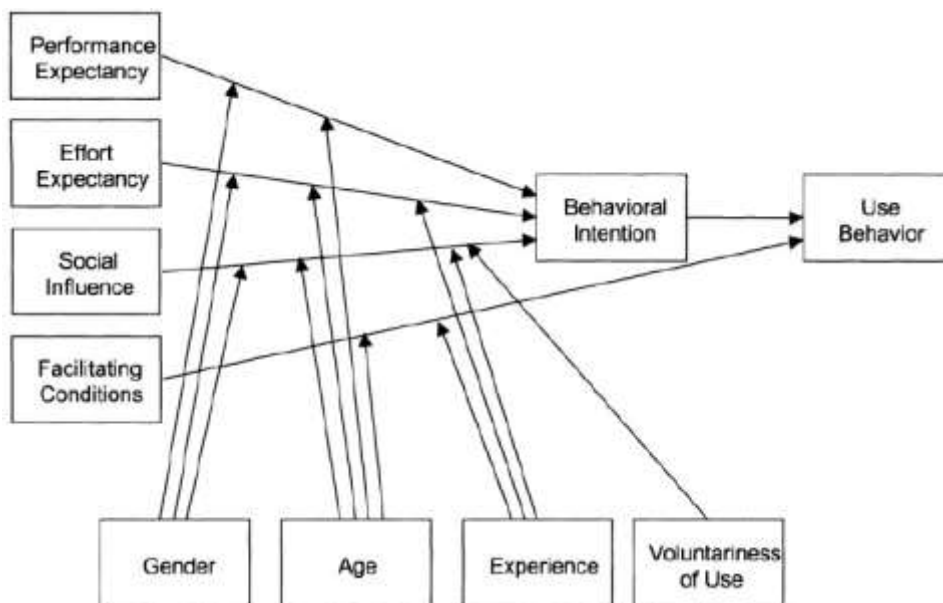 Performance
Expectancy
Effort
Expectancy
Social
Influence
Facilitating
Conditions
Behavioral
Intention
Use
Behavior
Gender
Age
Experience
Voluntariness
of Use